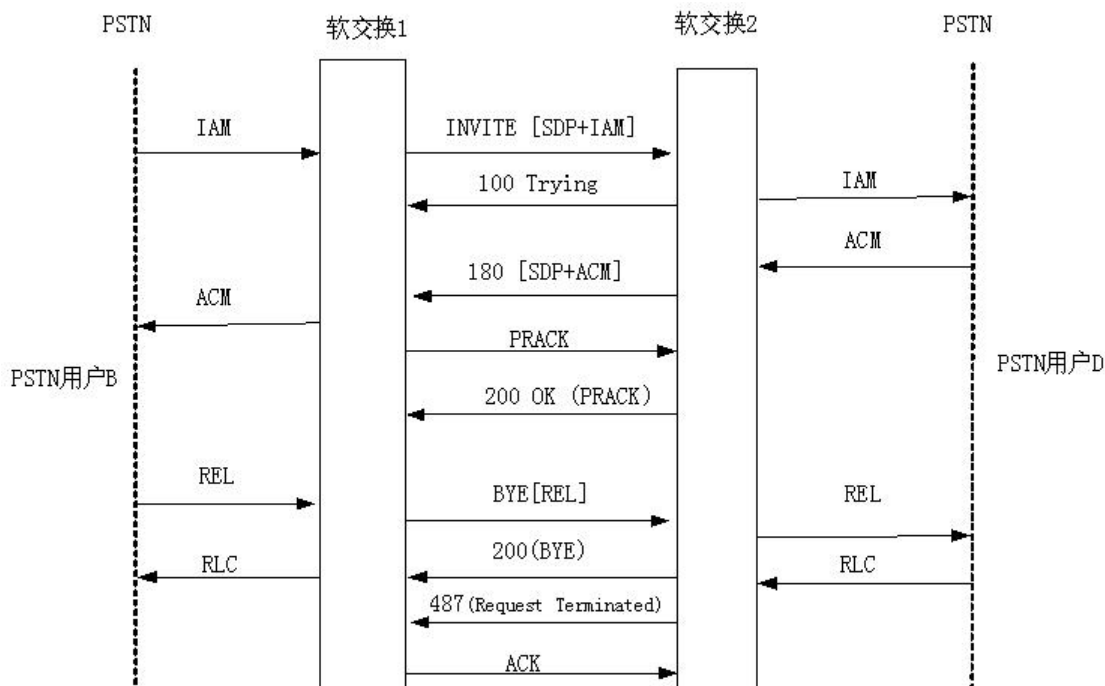 PSTN
软交换1
软交换2
PSTN
IAM
INVITE [SDP+IAM]
100 Trying
IAM
ACM
180 [SDP+ACM]
ACM
PRACK
PSTN用户B
PSTN用户D
200 OK (PRACK)
REL
BYE[REL]
REL
200(BYE)
RLC
RLC
487(Request Terminated)
ACK